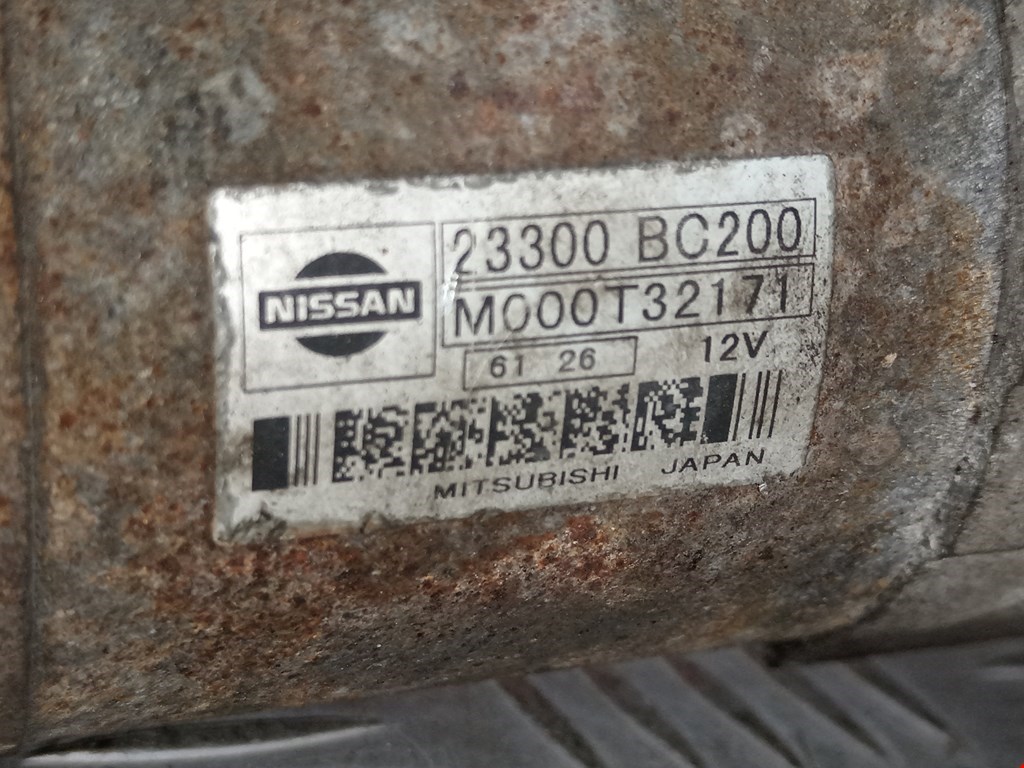 NISSAN
23300 BC200
M000T32171
61 26
12V
MITSUBISHI JAPAN